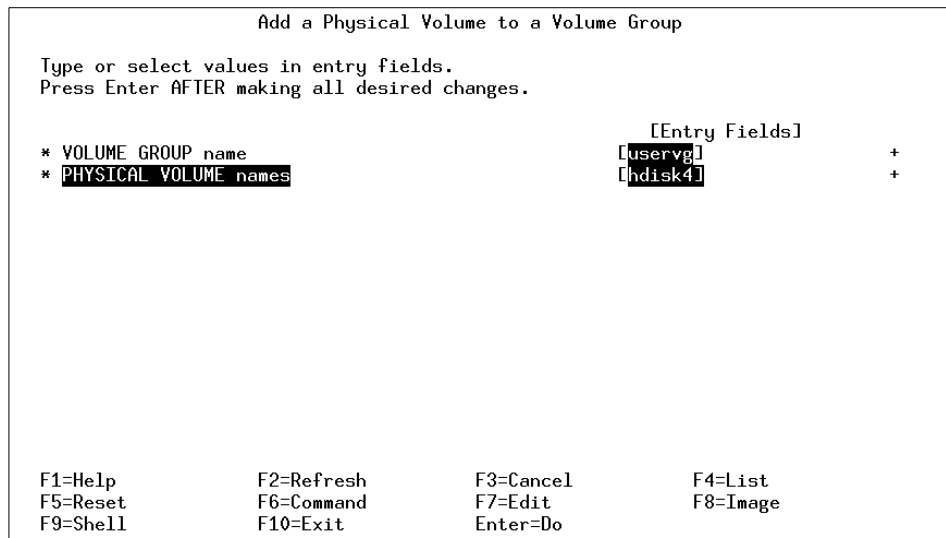 Add a Physical Volume to a Volume Group
Type or select values in entry fields.
Press Enter AFTER making all desired changes.
[Entry Fields]
* VOLUME GROUP name [uservg] +
* PHYSICAL VOLUME names [hdisk4] +
F1=Help F2=Refresh F3=Cancel F4=List
F5=Reset F6=Command F7=Edit F8=Image
F9=Shell F10=Exit Enter=Do